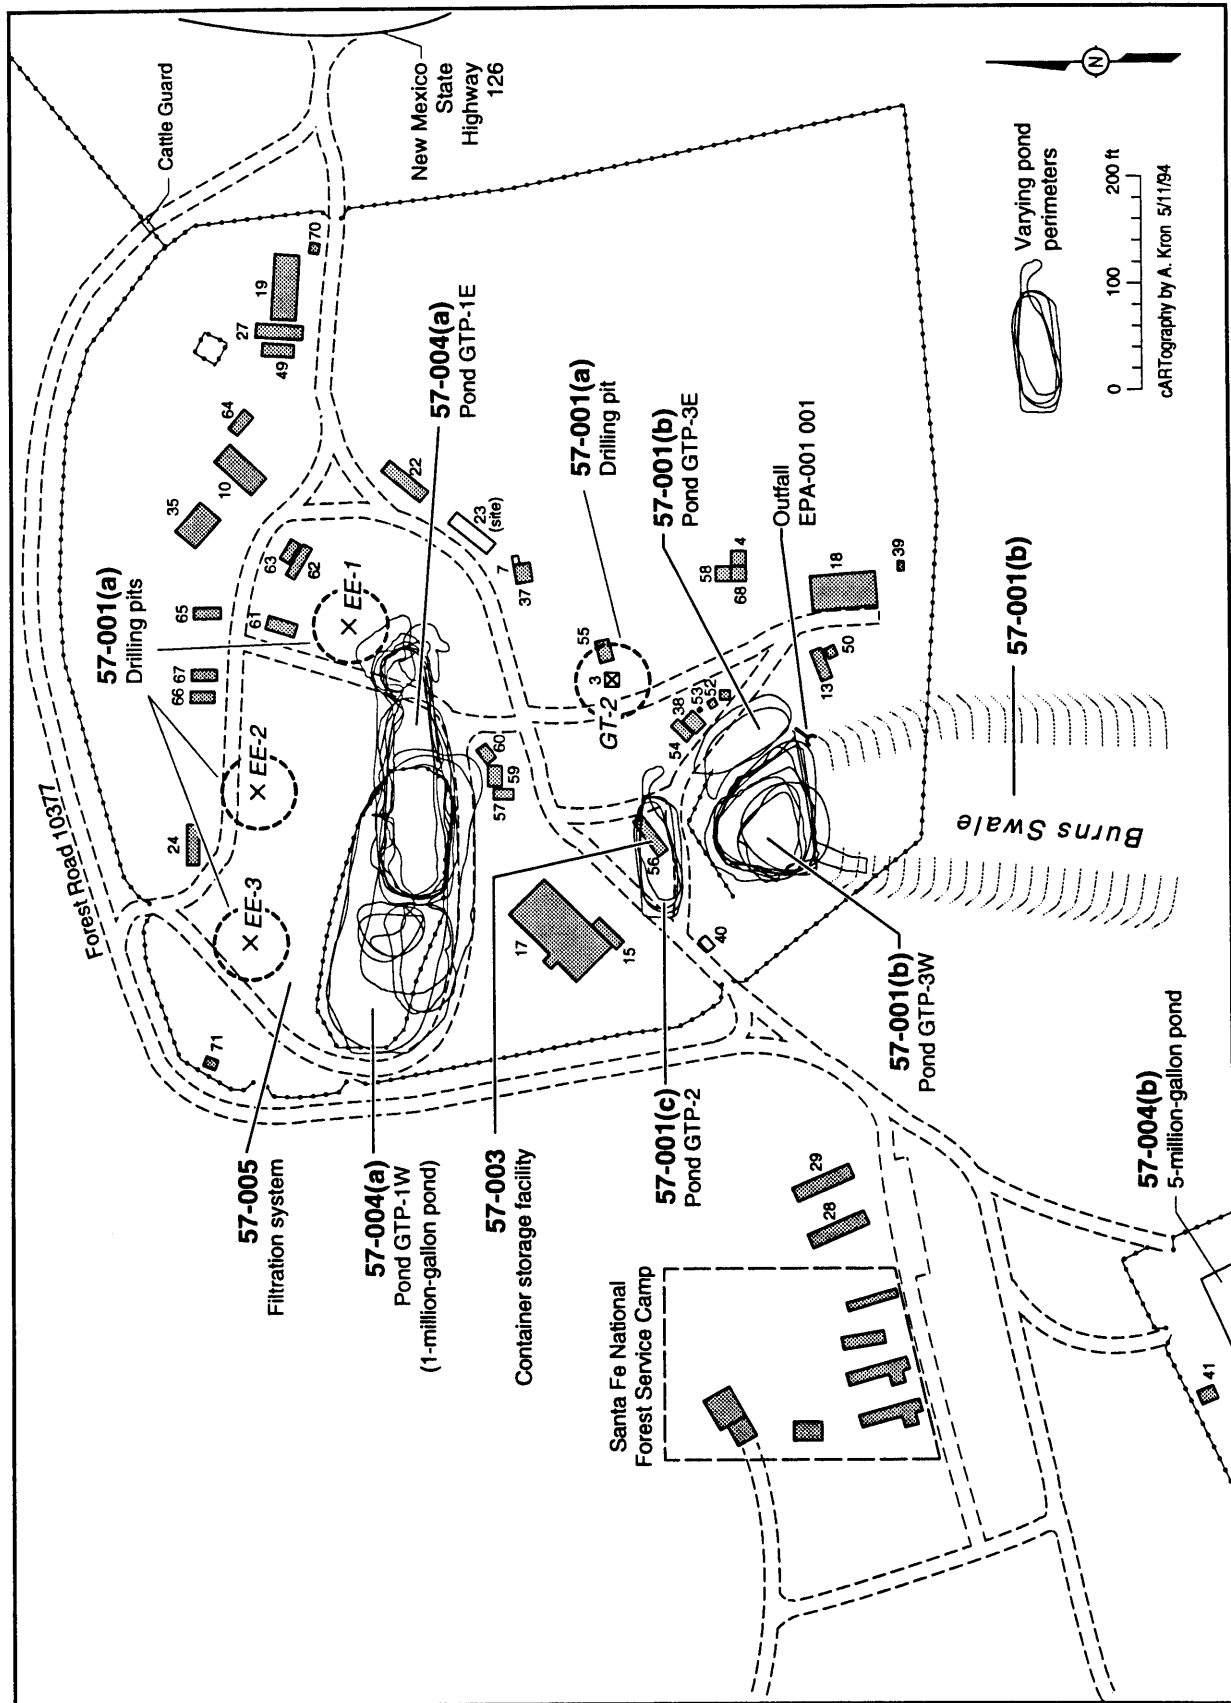 Cattle Guard
New Mexico
State
Highway
126
N
Forest Road 10377
70
19
27
49
64
10
35
57-001(a)
Drilling pits
65
63
62
61
67
66
24
EE-1
EE-2
EE-3
71
57-004(a)
Pond GTP-1E
22
23
(site)
7
37
57-001(a)
Drilling pit
55
3
GT-2
57-001(b)
Pond GTP-3E
Outfall
EPA-001 001
58
4
68
18
39
50
13
52
53
38
54
60
59
57
56
17
15
40
57-001(b)
Burns Swale
57-001(b)
Pond GTP-3W
57-005
Filtration system
57-004(a)
Pond GTP-1W
(1-million-gallon pond)
57-003
Container storage facility
57-001(c)
Pond GTP-2
29
28
Santa Fe National
Forest Service Camp
57-004(b)
5-million-gallon pond
41
Varying pond
perimeters
0 100 200 ft
cARTography by A. Kron 5/11/94